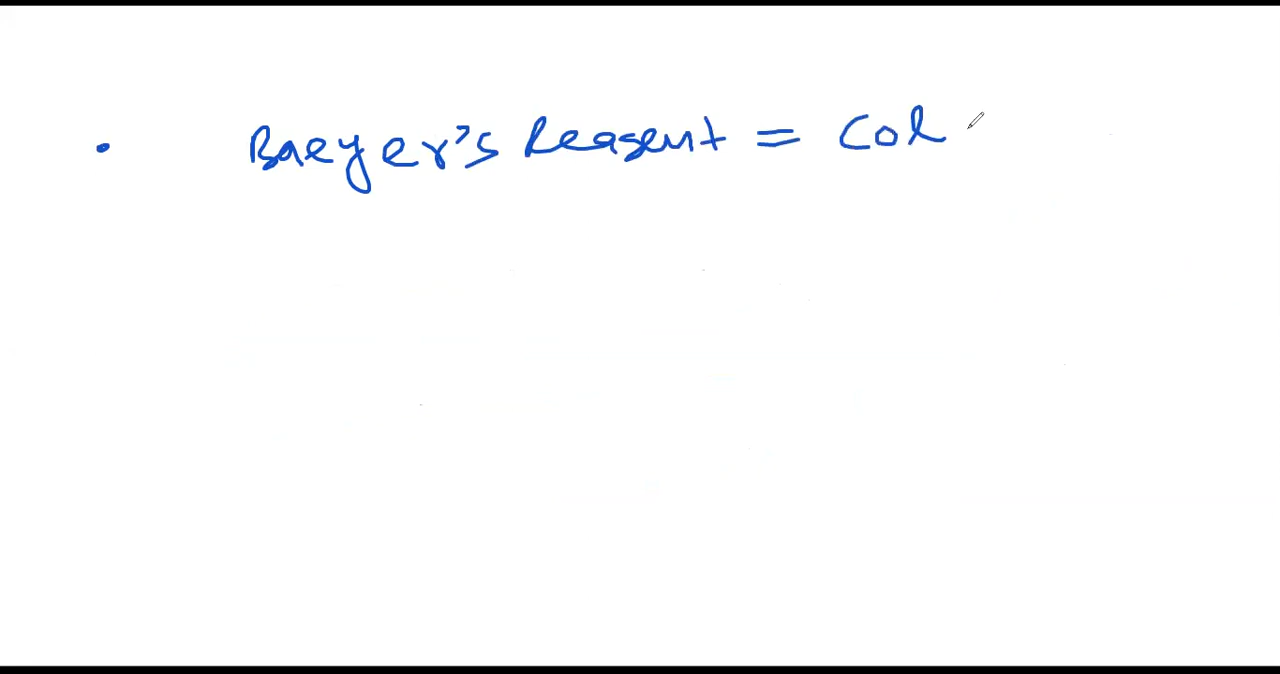 • Baeyer's Reagent = Col